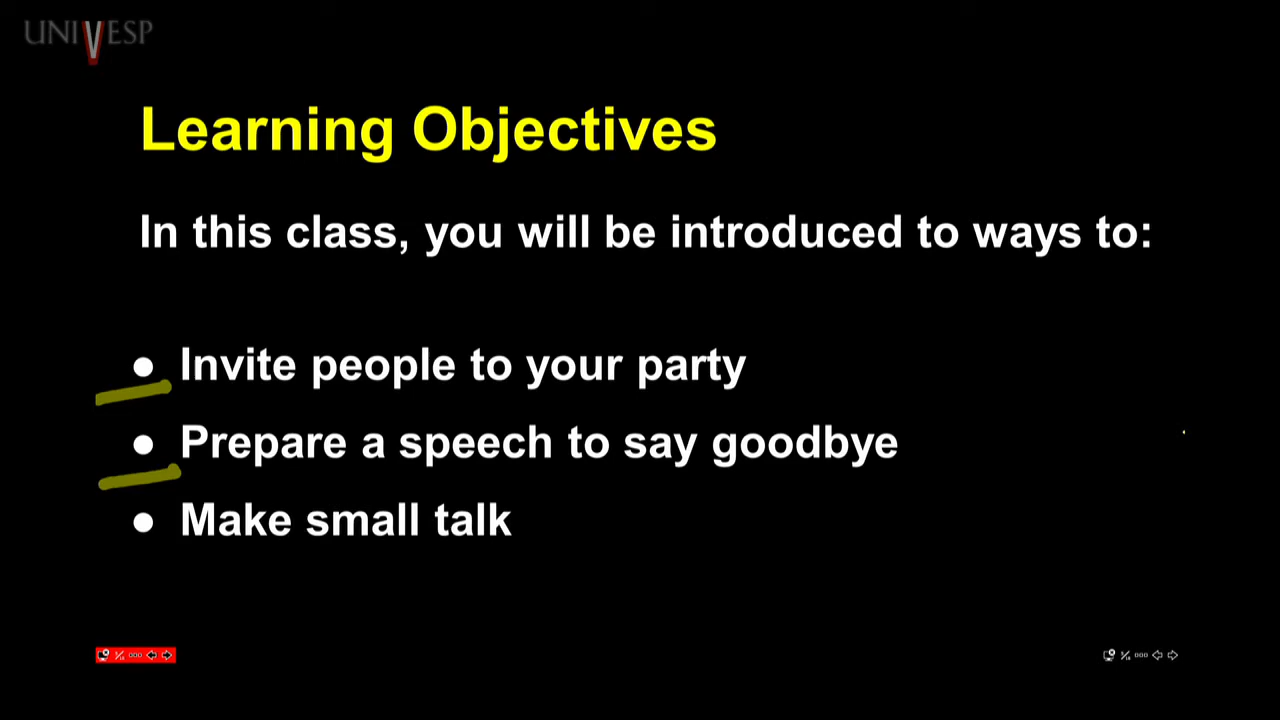 UNIVESP
Learning Objectives
In this class, you will be introduced to ways to:
● Invite people to your party
● Prepare a speech to say goodbye
● Make small talk